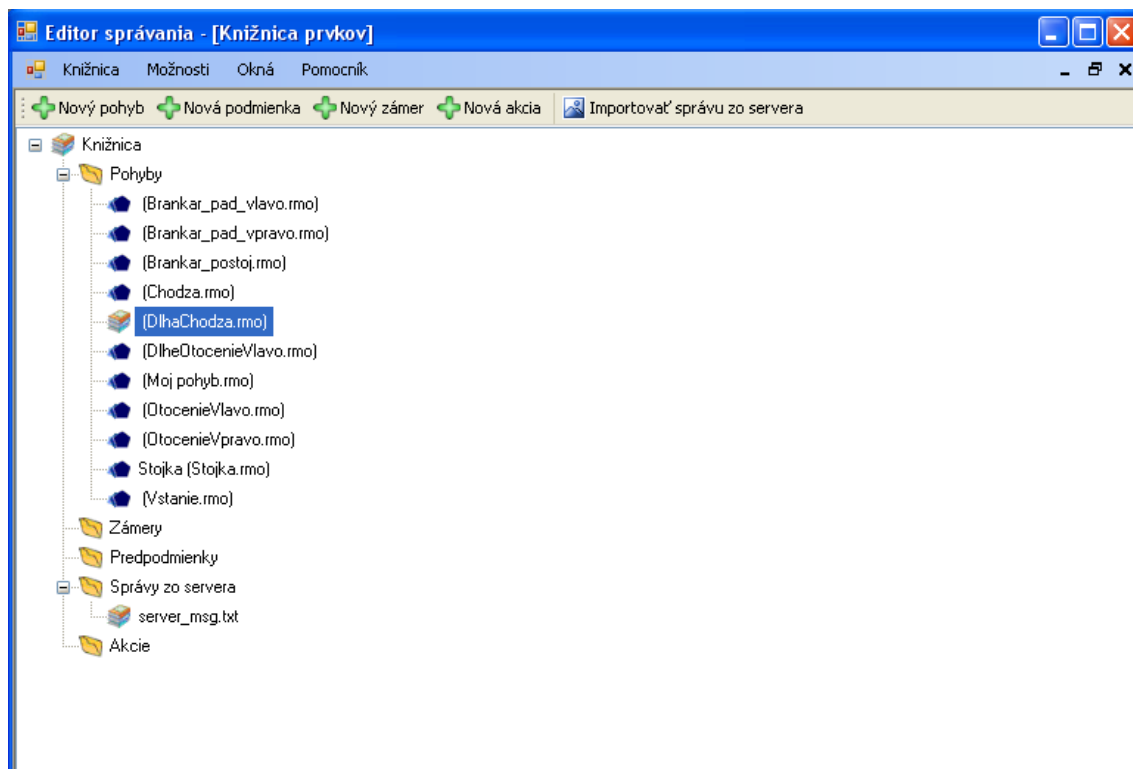 Editor správania - [Knižnica prvkov]
Knižnica Možnosti Okná Pomocník
Nový pohyb Nová podmienka Nový zámer Nová akcia Importovať správu zo servera
Knižnica
Pohyby
(Brankar_pad_vlavo.rmo)
(Brankar_pad_vpravo.rmo)
(Brankar_postoj.rmo)
(Chodza.rmo)
(DlhaChodza.rmo)
(DlheOtocenieVlavo.rmo)
(Moj pohyb.rmo)
(OtocenieVlavo.rmo)
(OtocenieVpravo.rmo)
Stojka (Stojka.rmo)
(Vstanie.rmo)
Zámery
Predpodmienky
Správy zo servera
server_msg.txt
Akcie